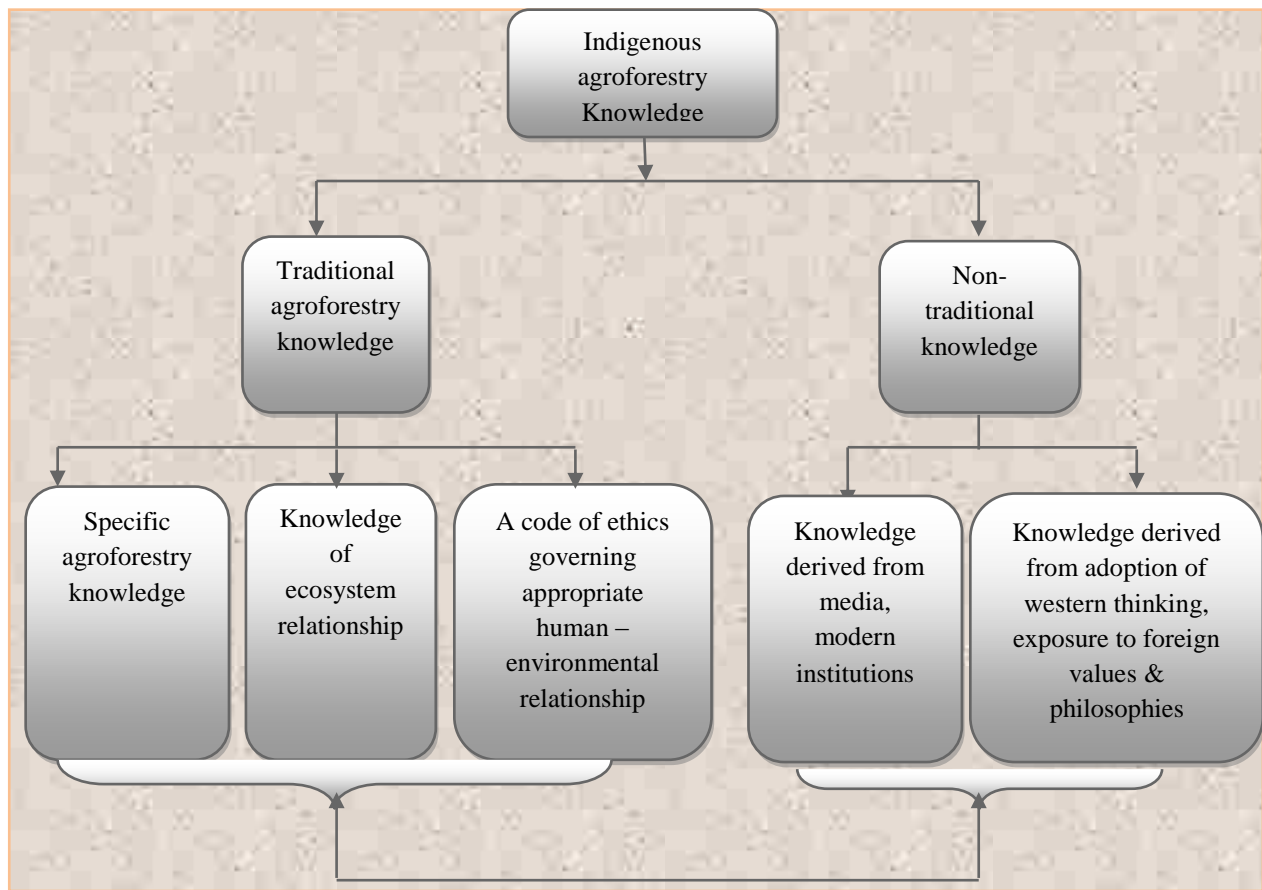 Indigenous
agroforestry
Knowledge
Traditional
agroforestry
knowledge
Non-
traditional
knowledge
Specific
agroforestry
knowledge
Knowledge
of
ecosystem
relationship
A code of ethics
governing
appropriate
human –
environmental
relationship
Knowledge
derived from
media,
modern
institutions
Knowledge derived
from adoption of
western thinking,
exposure to foreign
values &
philosophies